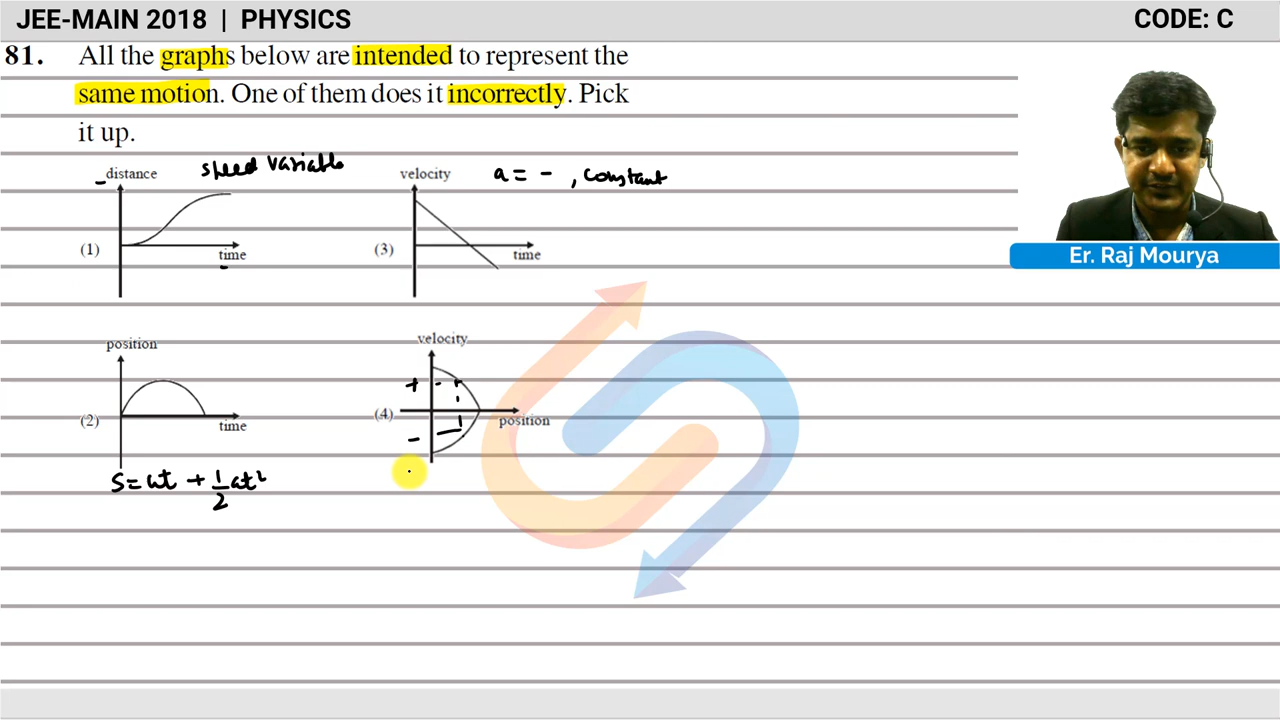 JEE-MAIN 2018 | PHYSICS
CODE: C
81. All the graphs below are intended to represent the
same motion. One of them does it incorrectly. Pick
it up.
distance
speed variable
velocity
a = - , constant
(1)
time
(3)
time
Er. Raj Mourya
position
velocity
+
(2)
time
(4)
position
-
S=ut + 1/2 at²